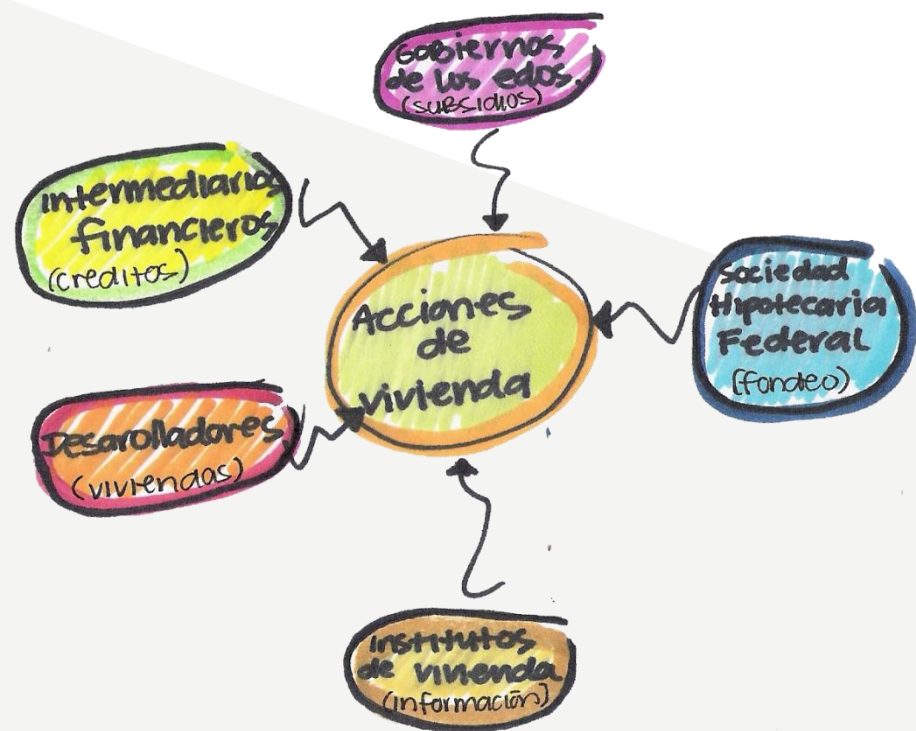 Gobiernos
de los edos.
(subsidios)
Intermediarios
financieros
(creditos)
Acciones
de
vivienda
Sociedad
Hipotecaria
Federal
(fondeo)
Desarolladores
(viviendas)
Institutos
de vivienda
(información)